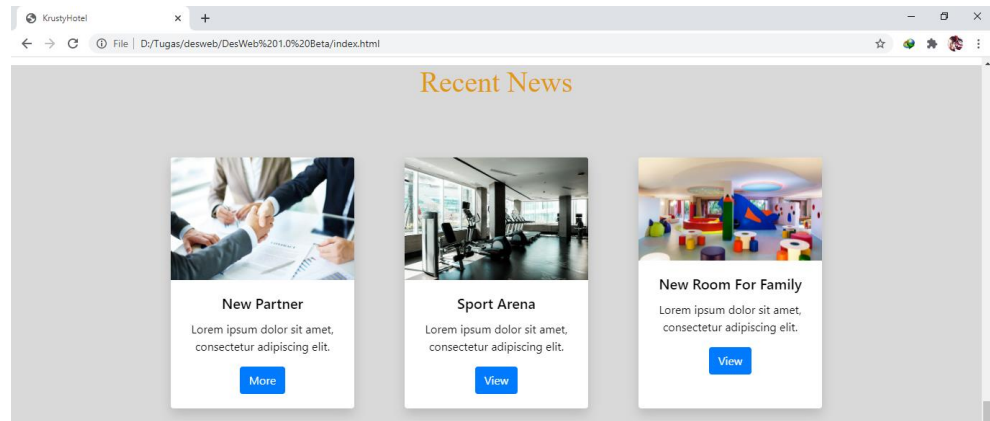 KrustyHotel
File | D:/Tugas/desweb/DesWeb%201.0%20Beta/index.html
Recent News
New Partner
Lorem ipsum dolor sit amet,
consectetur adipiscing elit.
More
Sport Arena
Lorem ipsum dolor sit amet,
consectetur adipiscing elit.
View
New Room For Family
Lorem ipsum dolor sit amet,
consectetur adipiscing elit.
View